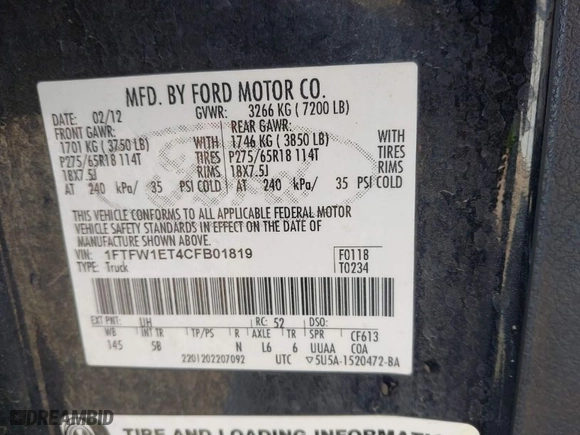 MFD. BY FORD MOTOR CO.
DATE: 02/12 GVWR: 3266 KG (7200 LB)
FRONT GAWR: REAR GAWR:
1701 KG (3750 LB) WITH 1746 KG (3850 LB) WITH
P275/65R18 114T TIRES P275/65R18 114T TIRES
18X7.5J RIMS 18X7.5J RIMS
AT 240 kPa/ 35 PSI COLD AT 240 kPa/ 35 PSI COLD
THIS VEHICLE CONFORMS TO ALL APPLICABLE FEDERAL MOTOR
VEHICLE SAFETY STANDARDS IN EFFECT ON THE DATE OF
MANUFACTURE SHOWN ABOVE.
VIN: 1FTFW1ET4CFB01819 F0118
TYPE: Truck T0234
EXT PNT: UH RC: 52 DSO:
WB INT TR TP/PS R AXLE TR SPR CF613
145 5B N L6 6 UUAA COA
2201202207092 UTC ▽5U5A-1520472-BA
TIRE AND LOADING INFORMATION
DREAMBID